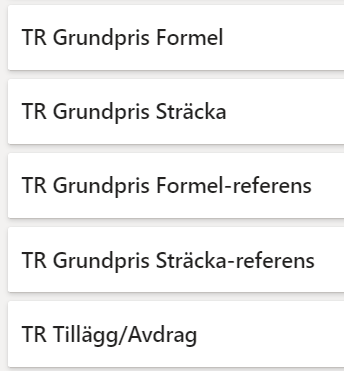 TR Grundpris Formel
TR Grundpris Sträcka
TR Grundpris Formel-referens
TR Grundpris Sträcka-referens
TR Tillägg/Avdrag